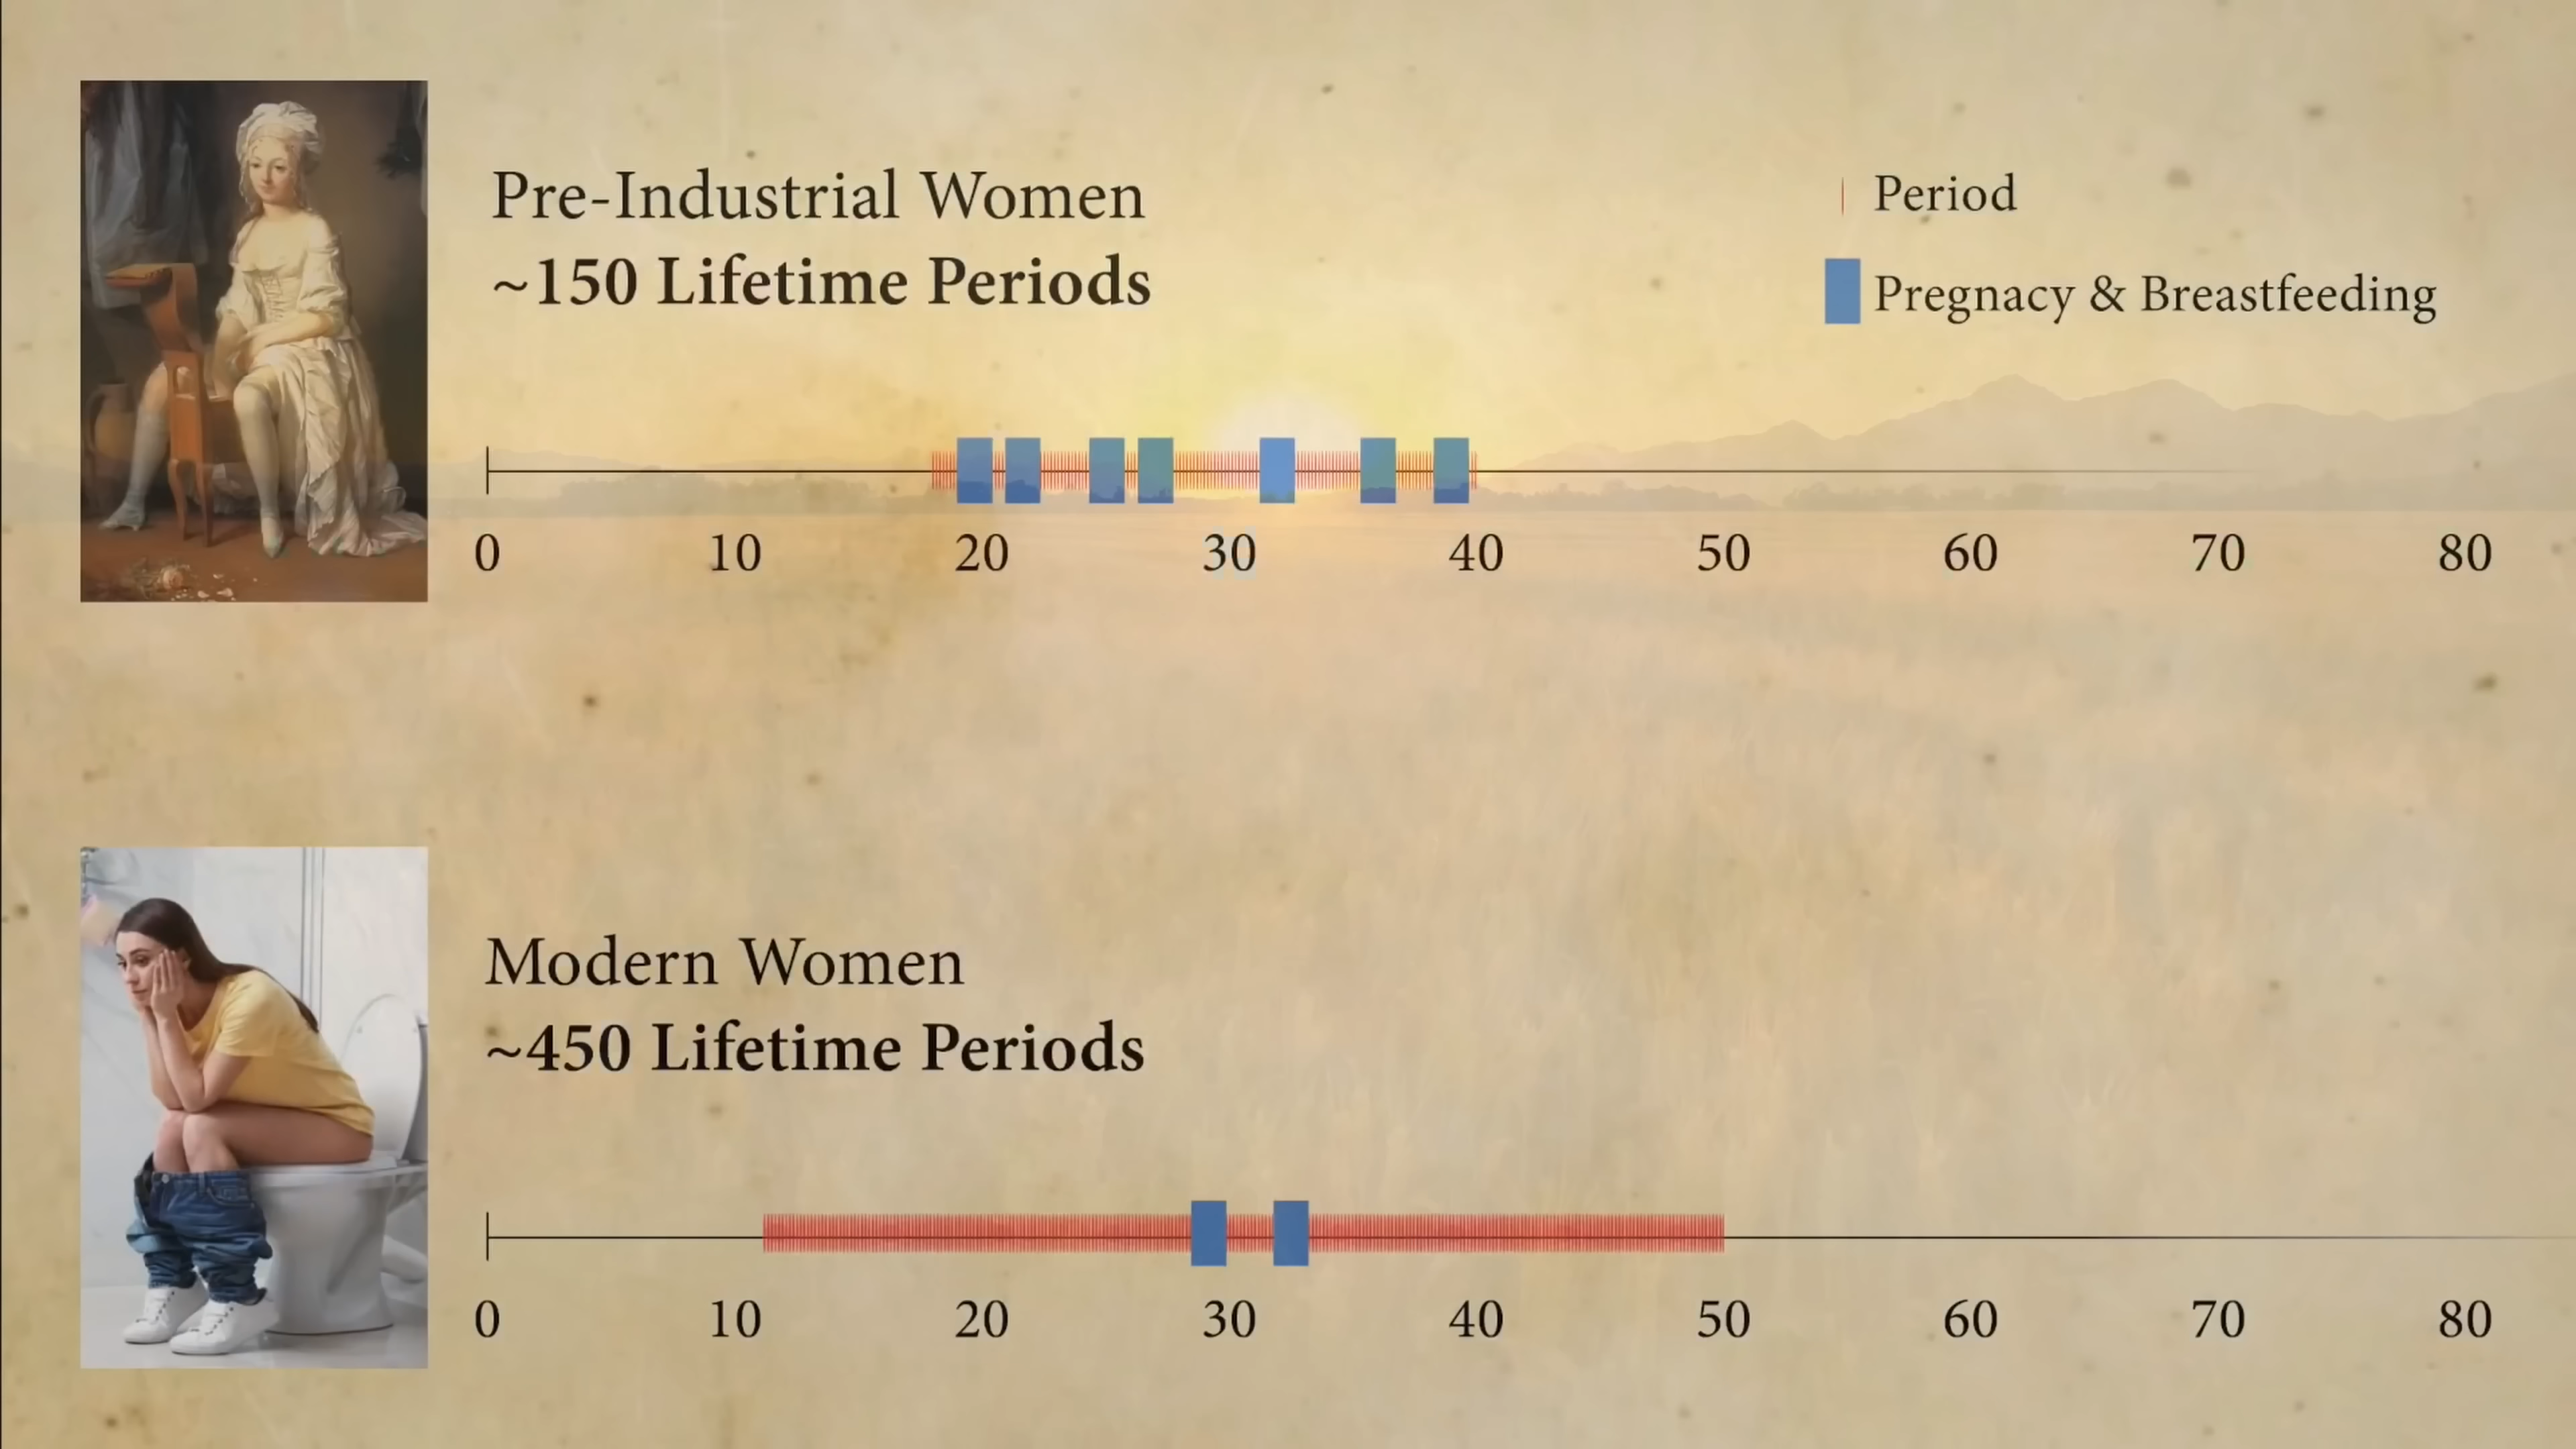 Pre-Industrial Women
~150 Lifetime Periods
Period
Pregnacy & Breastfeeding
0 10 20 30 40 50 60 70 80
Modern Women
~450 Lifetime Periods
0 10 20 30 40 50 60 70 80